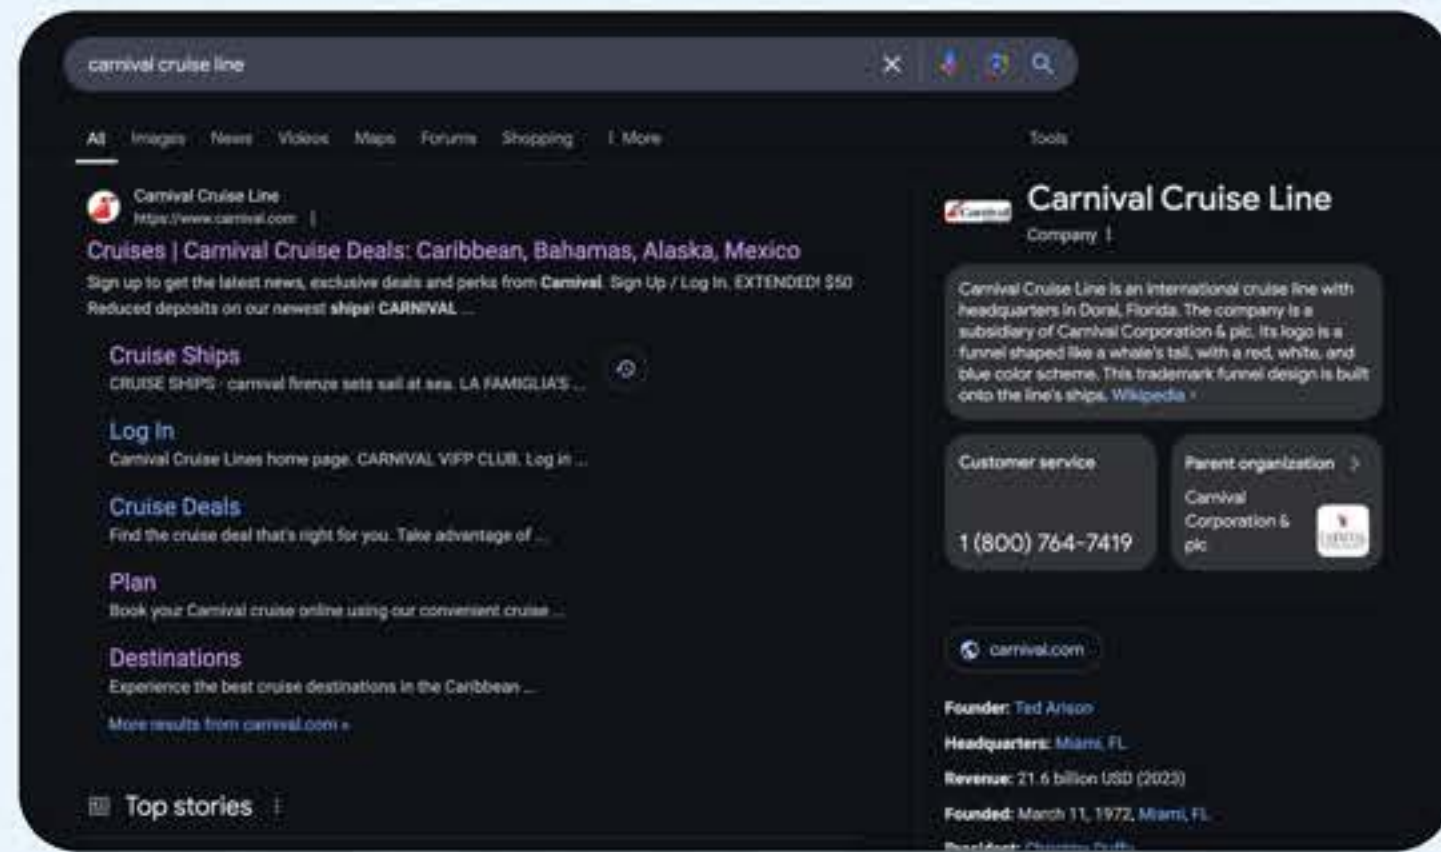 carnival cruise line
All Images News Videos Maps Forums Shopping More
Tools
Carnival Cruise Line
https://www.carnival.com
Cruises | Carnival Cruise Deals: Caribbean, Bahamas, Alaska, Mexico
Sign up to get the latest news, exclusive deals and perks from Carnival. Sign Up / Log In. EXTENDED! $50
Reduced deposits on our newest ships! CARNIVAL ...
Cruise Ships
CRUISE SHIPS · carnival firenze sets sail at sea. LA FAMIGLIA'S ...
Log In
Carnival Cruise Lines home page. CARNIVAL VIFP CLUB. Log in ...
Cruise Deals
Find the cruise deal that's right for you. Take advantage of ...
Plan
Book your Carnival cruise online using our convenient cruise ...
Destinations
Experience the best cruise destinations in the Caribbean ...
More results from carnival.com »
Top stories
Carnival
Carnival Cruise Line
Company
Carnival Cruise Line is an international cruise line with
headquarters in Doral, Florida. The company is a
subsidiary of Carnival Corporation & plc. Its logo is a
funnel shaped like a whale's tail, with a red, white, and
blue color scheme. This trademark funnel design is built
onto the line's ships. Wikipedia ›
Customer service
1 (800) 764-7419
Parent organization
Carnival
Corporation &
plc
carnival.com
Founder: Ted Arison
Headquarters: Miami, FL
Revenue: 21.6 billion USD (2023)
Founded: March 11, 1972, Miami, FL
President: Christine Duffy